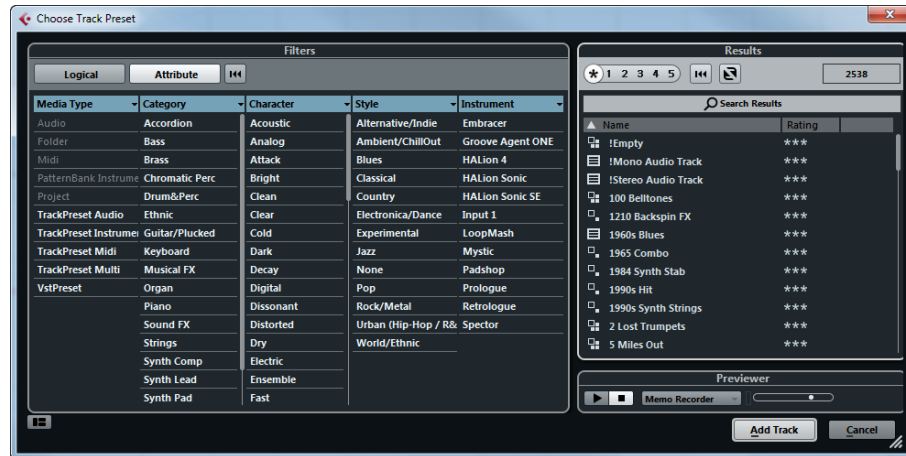 Choose Track Preset
Filters
Logical Attribute
Media Type Category Character Style Instrument
Audio Accordion Acoustic Alternative/Indie Embracer
Folder Bass Analog Ambient/ChillOut Groove Agent ONE
Midi Brass Attack Blues HALion 4
PatternBank Instrume Chromatic Perc Bright Classical HALion Sonic
Project Drum&Perc Clean Country HALion Sonic SE
TrackPreset Audio Ethnic Clear Electronica/Dance Input 1
TrackPreset Instrumen Guitar/Plucked Cold Experimental LoopMash
TrackPreset Midi Keyboard Dark Jazz Mystic
TrackPreset Multi Musical FX Decay None Padshop
VstPreset Organ Digital Pop Prologue
Piano Dissonant Rock/Metal Retrologue
Sound FX Distorted Urban (Hip-Hop / R& Spector
Strings Dry World/Ethnic
Synth Comp Electric
Synth Lead Ensemble
Synth Pad Fast
Results
* 1 2 3 4 5 2538
Search Results
Name Rating
!Empty ***
!Mono Audio Track ***
!Stereo Audio Track ***
100 Belltones ***
1210 Backspin FX ***
1960s Blues ***
1965 Combo ***
1984 Synth Stab ***
1990s Hit ***
1990s Synth Strings ***
2 Lost Trumpets ***
5 Miles Out ***
Previewer
Memo Recorder
Add Track Cancel